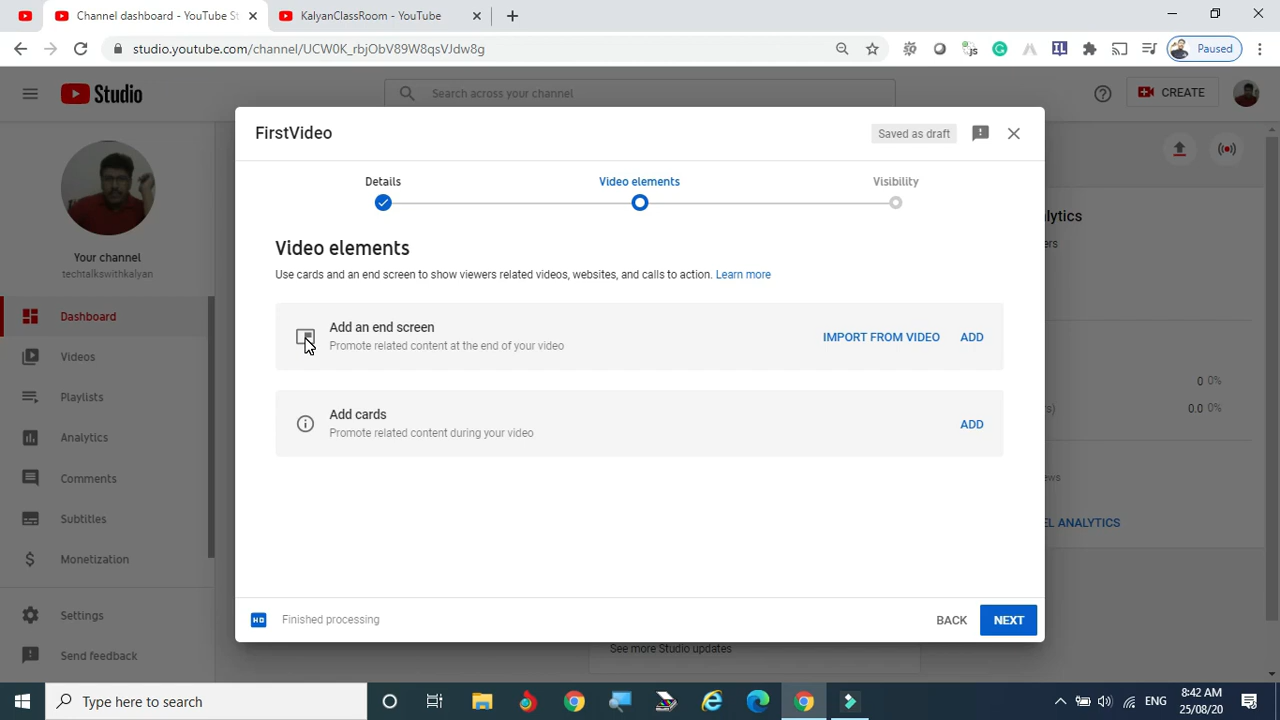 Channel dashboard - YouTube St
KalyanClassRoom - YouTube
studio.youtube.com/channel/UCW0K_rbjObV89W8qsVJdw8g
Paused
Studio
Search across your channel
CREATE
FirstVideo
Saved as draft
Details
Video elements
Visibility
Video elements
Use cards and an end screen to show viewers related videos, websites, and calls to action. Learn more
Add an end screen
Promote related content at the end of your video
IMPORT FROM VIDEO
ADD
Add cards
Promote related content during your video
ADD
HD
Finished processing
BACK
NEXT
Your channel
techtalkswithkalyan
Dashboard
Videos
Playlists
Analytics
Comments
Subtitles
Monetization
Settings
Send feedback
alytics
ers
0 0%
s) 0.0 0%
ews
EL ANALYTICS
See more Studio updates
Type here to search
ENG
8:42 AM
25/08/20